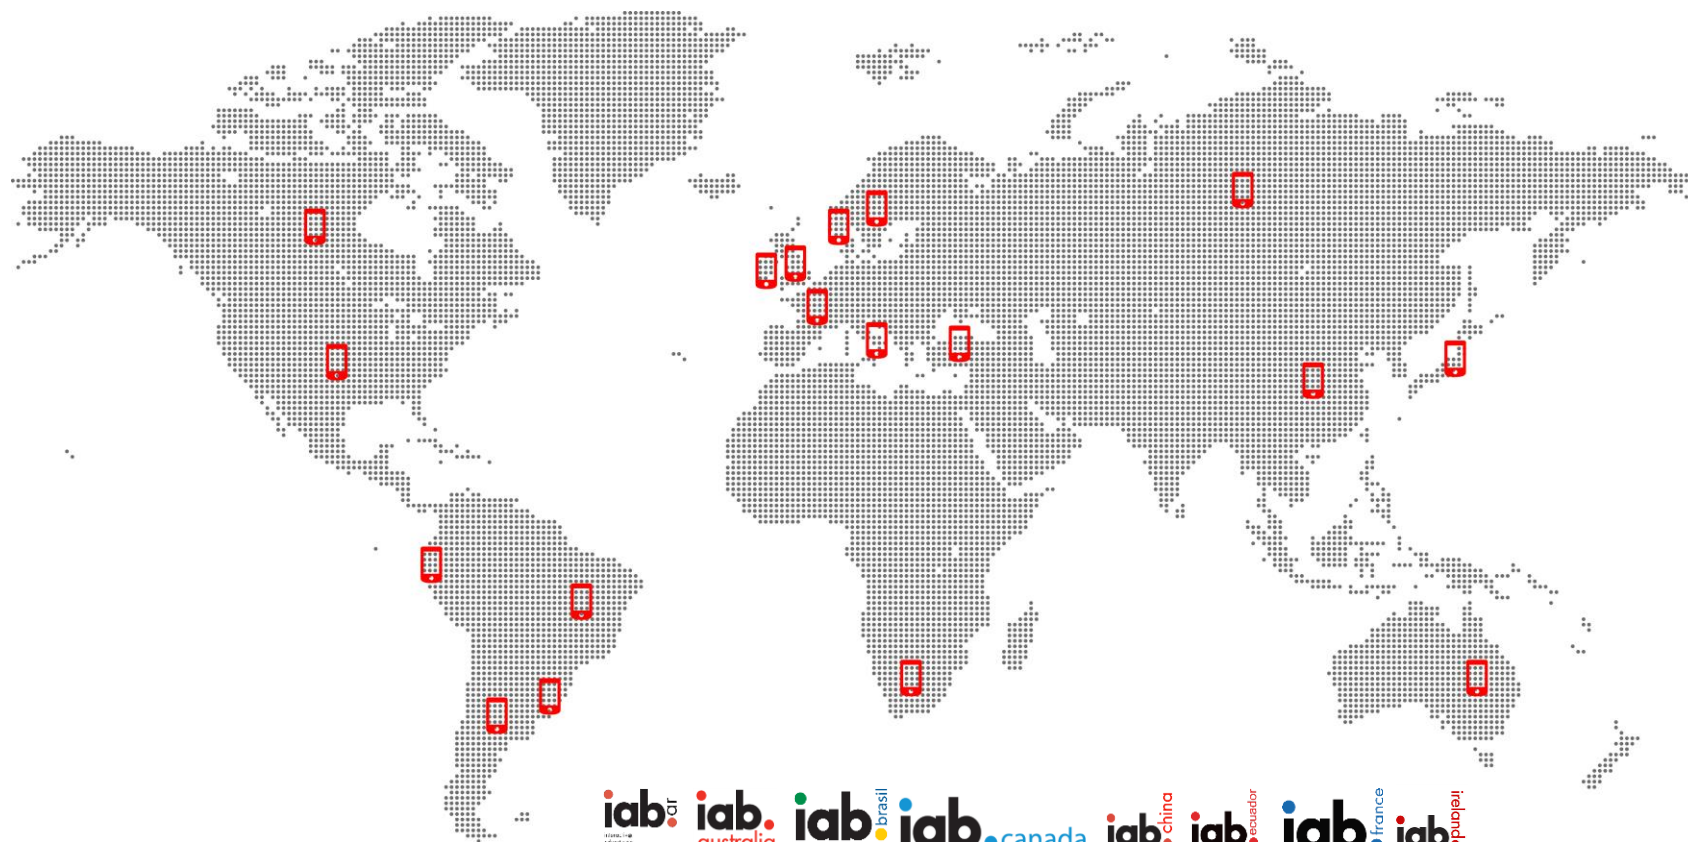 iab:ar
iab.
australia
iab brasil
iab.canada
iab:china
iab:ecuador
iab france
iab ireland